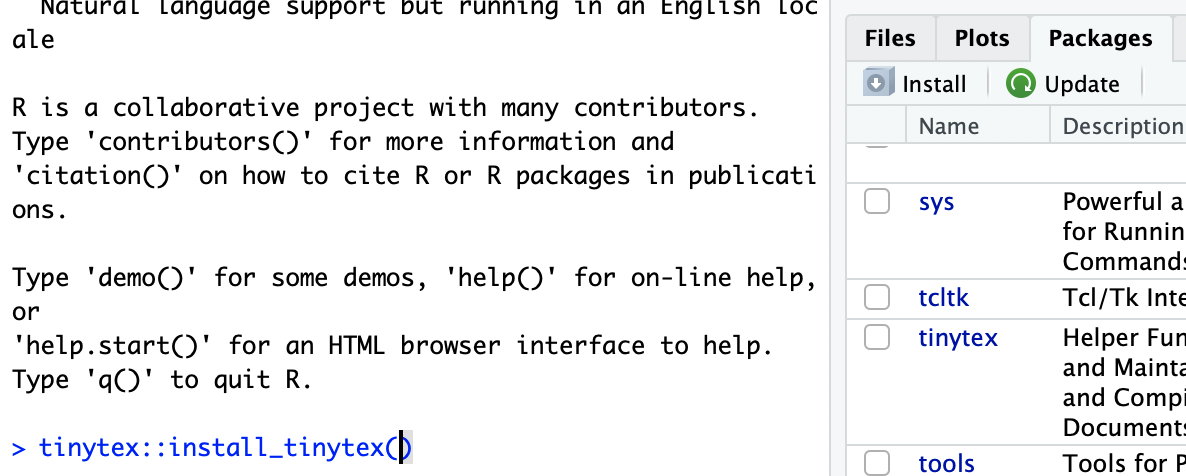 Natural language support but running in an English loc
ale
R is a collaborative project with many contributors.
Type 'contributors()' for more information and
'citation()' on how to cite R or R packages in publicati
ons.
Type 'demo()' for some demos, 'help()' for on-line help,
or
'help.start()' for an HTML browser interface to help.
Type 'q()' to quit R.
> tinytex::install_tinytex()
Files Plots Packages
Install Update
Name Description
sys Powerful a
for Runnin
Commands
tcltk Tcl/Tk Inte
tinytex Helper Fun
and Mainta
and Compi
Documents
tools Tools for P